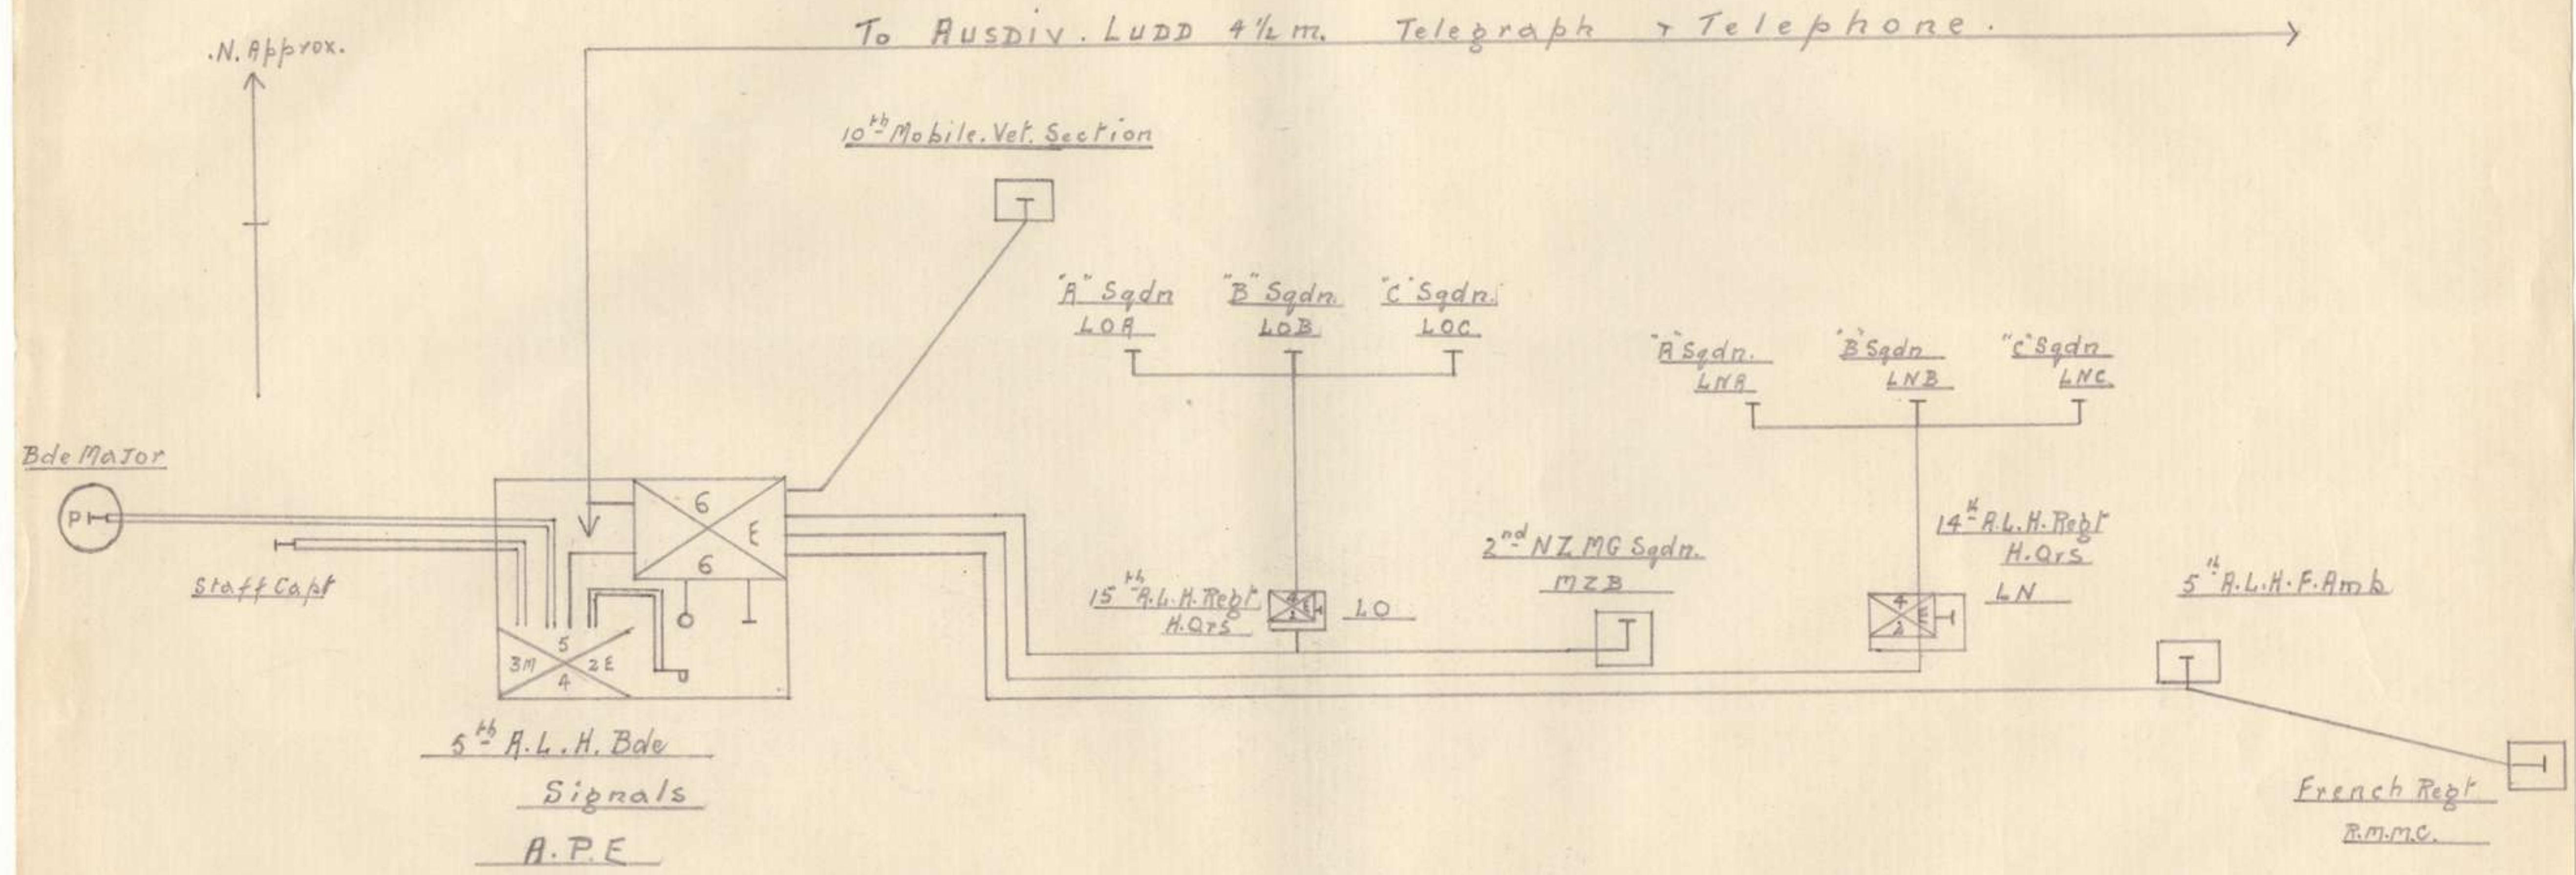 To AUSDIV. LUDD 4½ m. Telegraph + Telephone.
.N. Approx.
10th Mobile. Vet. Section
"A" Sqdn
LOA
"B" Sqdn.
LOB
"C" Sqdn.
LOC
"A" Sqdn.
LNA
"B" Sqdn
LNB
"C" Sqdn
LNC
Bde Major
P
Staff Capt
6
E
6
5
3M
2E
4
15th A.L.H. Regt
H.Qrs
E
LO
2nd NZ MG Sqdn.
MZB
14th A.L.H. Regt
H.Qrs
LN
4
E
2
5th A.L.H.F. Amb
French Regt
R.M.M.C.
5th A.L.H. Bde
Signals
A.P.E